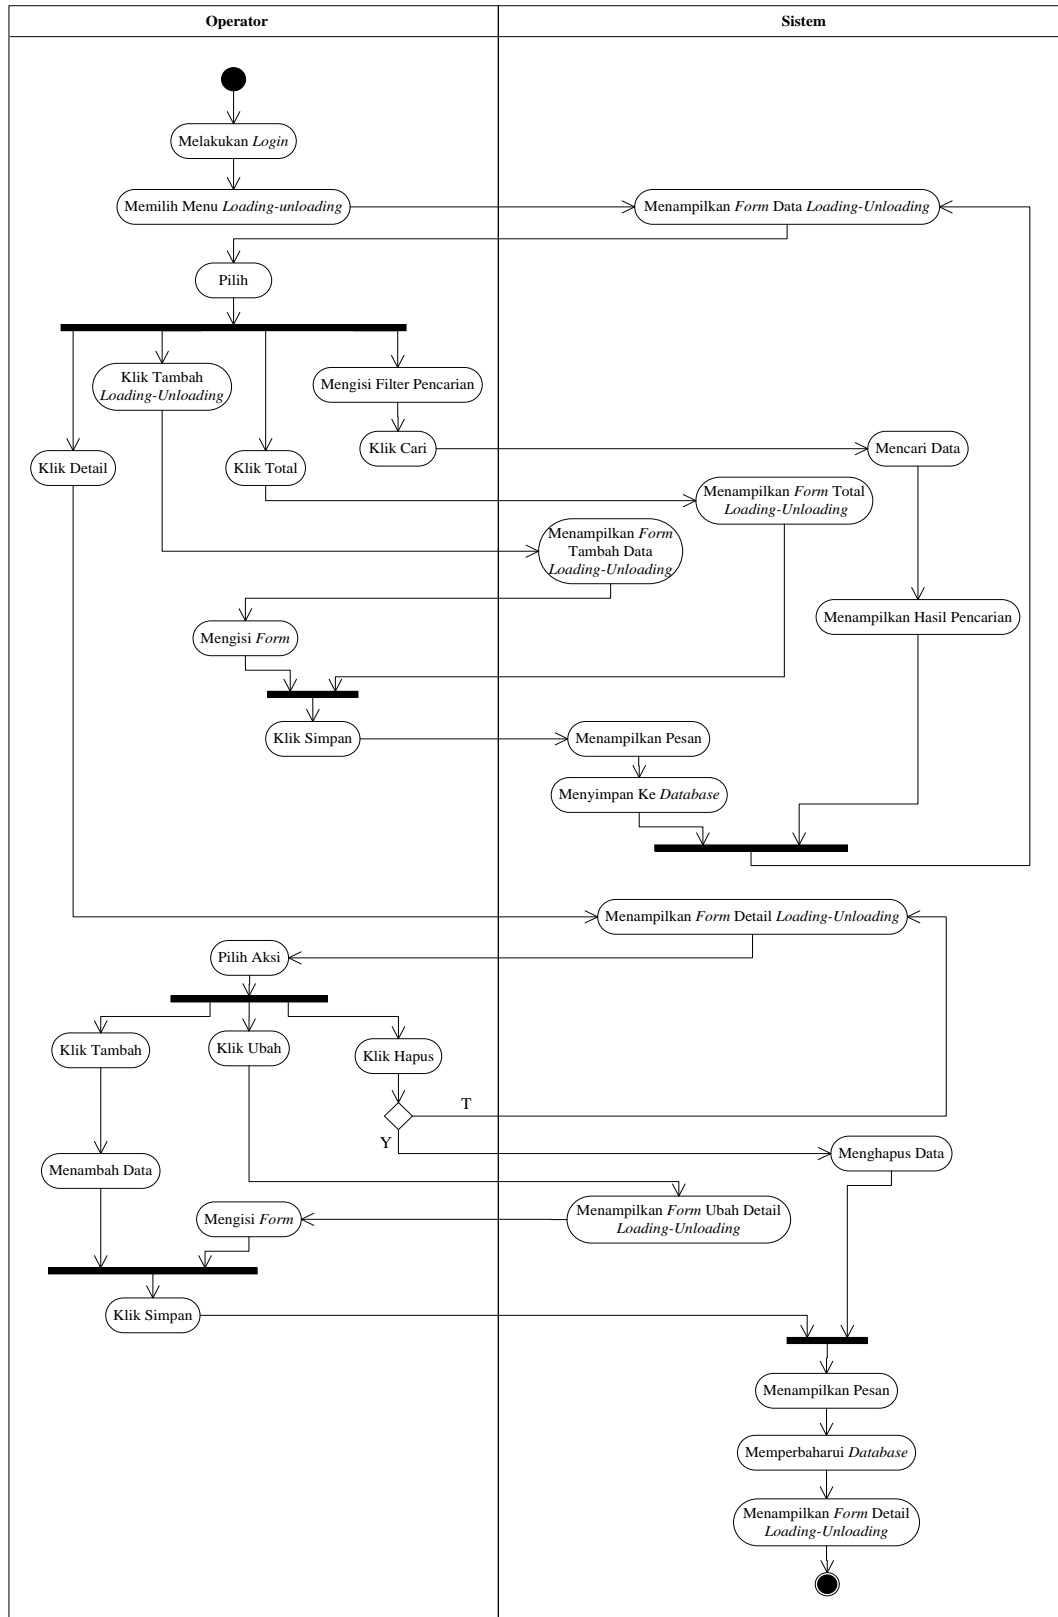 Operator
Sistem
Melakukan Login
Memilih Menu Loading-unloading
Menampilkan Form Data Loading-Unloading
Pilih
Klik Tambah
Loading-Unloading
Mengisi Filter Pencarian
Klik Detail
Klik Total
Klik Cari
Mencari Data
Menampilkan Form Total
Loading-Unloading
Menampilkan Form
Tambah Data
Loading-Unloading
Mengisi Form
Menampilkan Hasil Pencarian
Klik Simpan
Menampilkan Pesan
Menyimpan Ke Database
Menampilkan Form Detail Loading-Unloading
Pilih Aksi
Klik Tambah
Klik Ubah
Klik Hapus
T
Y
Menghapus Data
Menambah Data
Mengisi Form
Menampilkan Form Ubah Detail
Loading-Unloading
Klik Simpan
Menampilkan Pesan
Memperbaharui Database
Menampilkan Form Detail
Loading-Unloading